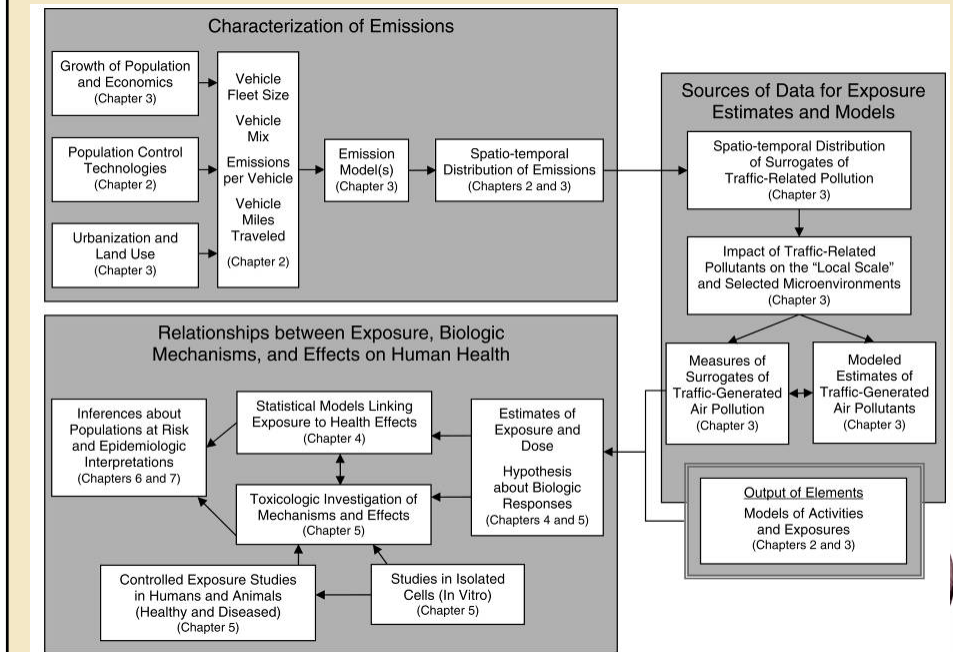 Characterization of Emissions
Growth of Population
and Economics
(Chapter 3)
Population Control
Technologies
(Chapter 2)
Urbanization and
Land Use
(Chapter 3)
Vehicle
Fleet Size
Vehicle
Mix
Emissions
per Vehicle
Vehicle
Miles
Traveled
(Chapter 2)
Emission
Model(s)
(Chapter 3)
Spatio-temporal
Distribution of Emissions
(Chapters 2 and 3)
Sources of Data for Exposure
Estimates and Models
Spatio-temporal Distribution
of Surrogates of
Traffic-Related Pollution
(Chapter 3)
Impact of Traffic-Related
Pollutants on the “Local Scale”
and Selected Microenvironments
(Chapter 3)
Measures of
Surrogates of
Traffic-Generated
Air Pollution
(Chapter 3)
Modeled
Estimates of
Traffic-Generated
Air Pollutants
(Chapter 3)
Output of Elements
Models of Activities
and Exposures
(Chapters 2 and 3)
Relationships between Exposure, Biologic
Mechanisms, and Effects on Human Health
Inferences about
Populations at Risk
and Epidemiologic
Interpretations
(Chapters 6 and 7)
Statistical Models Linking
Exposure to Health Effects
(Chapter 4)
Toxicologic Investigation of
Mechanisms and Effects
(Chapter 5)
Estimates of
Exposure and
Dose
Hypothesis
about Biologic
Responses
(Chapters 4 and 5)
Controlled Exposure Studies
in Humans and Animals
(Healthy and Diseased)
(Chapter 5)
Studies in Isolated
Cells (In Vitro)
(Chapter 5)